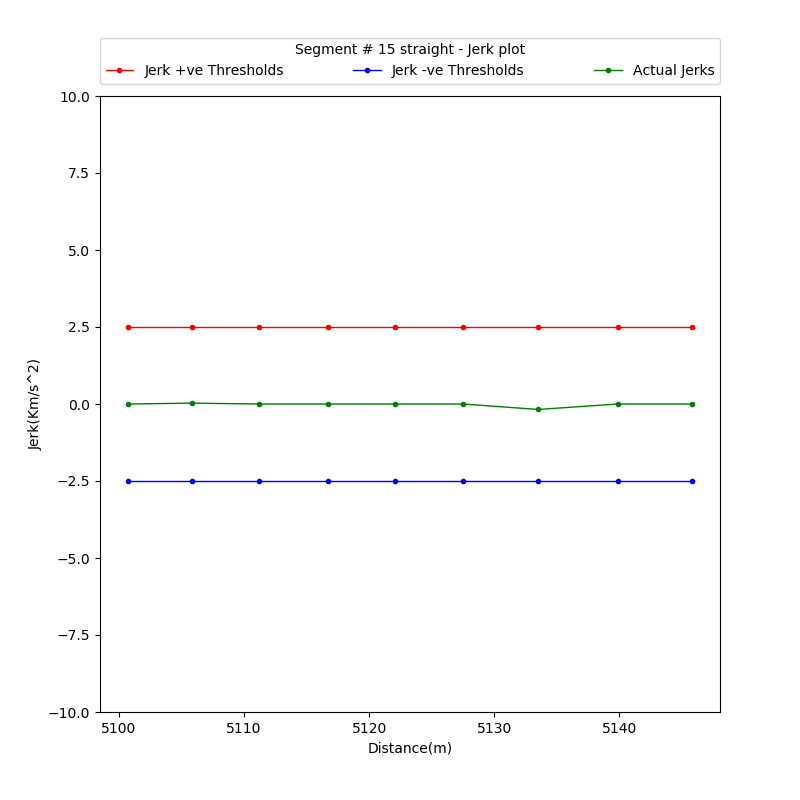 Segment # 15 straight - Jerk plot
Jerk +ve Thresholds Jerk -ve Thresholds Actual Jerks
10.0
7.5
5.0
2.5
0.0
−2.5
−5.0
−7.5
−10.0
Jerk(Km/s^2)
5100 5110 5120 5130 5140
Distance(m)